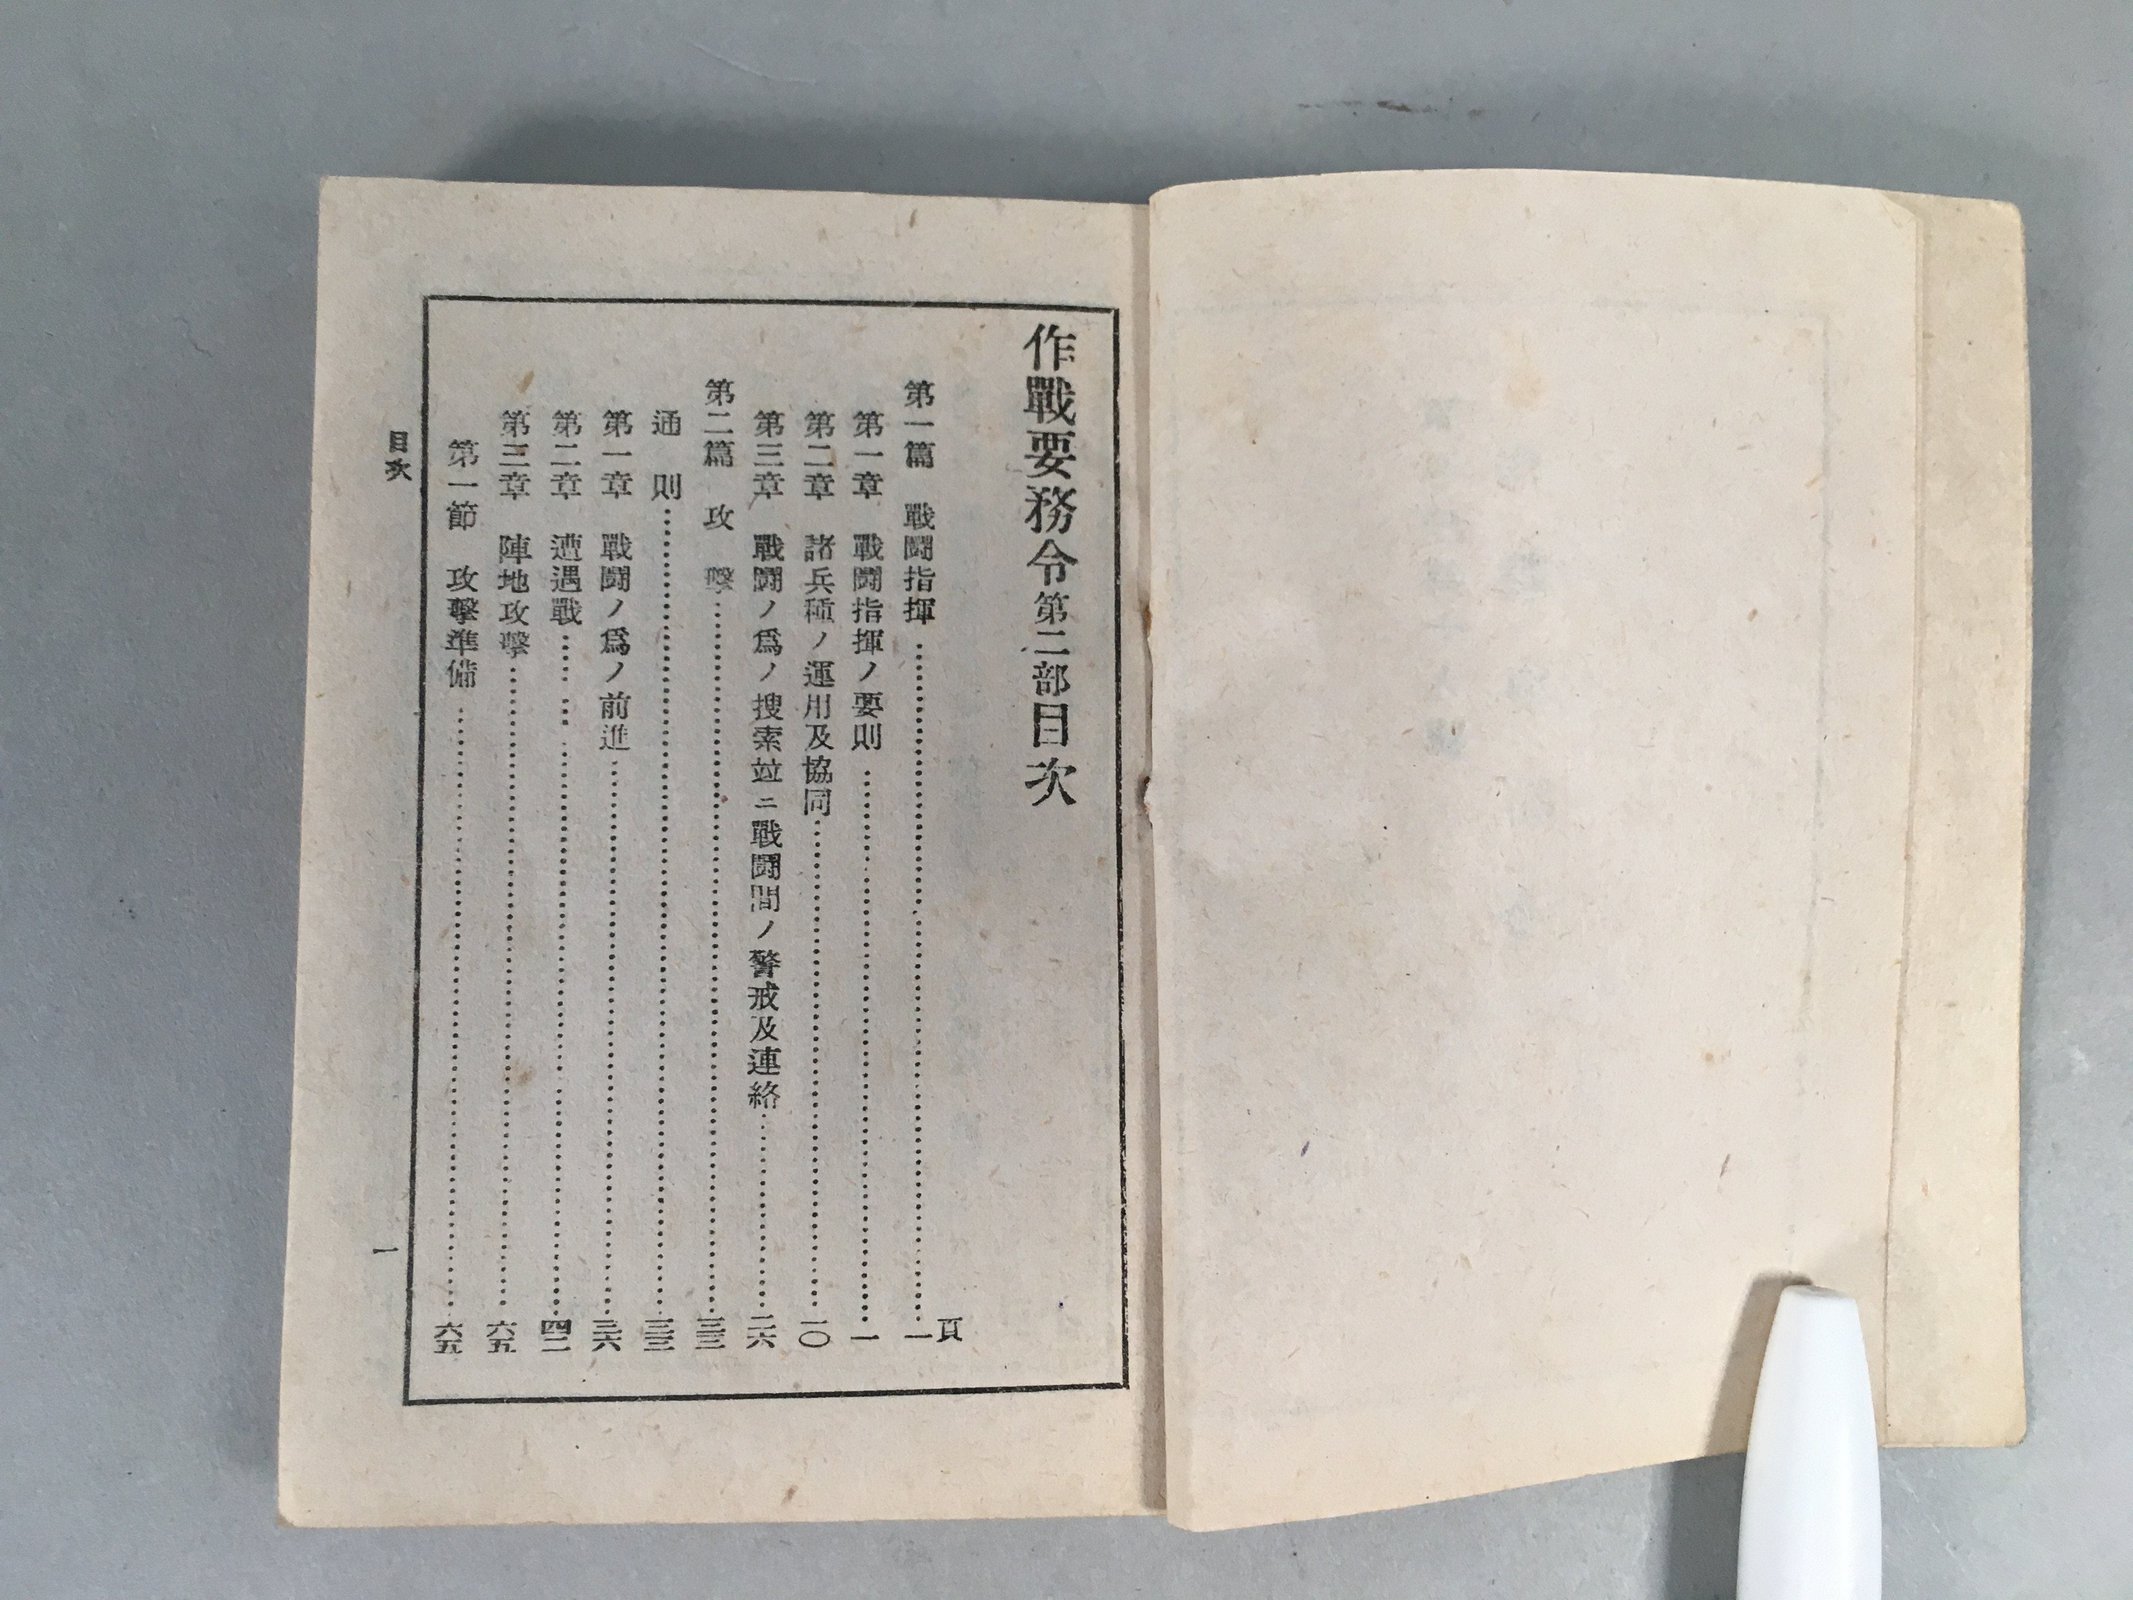 作戰要務令第二部目次
頁
第一篇 戰鬪指揮………一
第一章 戰鬪指揮ノ要則………一
第二章 諸兵種ノ運用及協同………一〇
第三章 戰鬪ノ爲ノ搜索竝ニ戰鬪間ノ警戒及連絡………二六
第二篇 攻擊………三三
通則………三三
第一章 戰鬪ノ爲ノ前進………三六
第二章 遭遇戰………四二
第三章 陣地攻擊………六五
第一節 攻擊準備………六五
目次
一